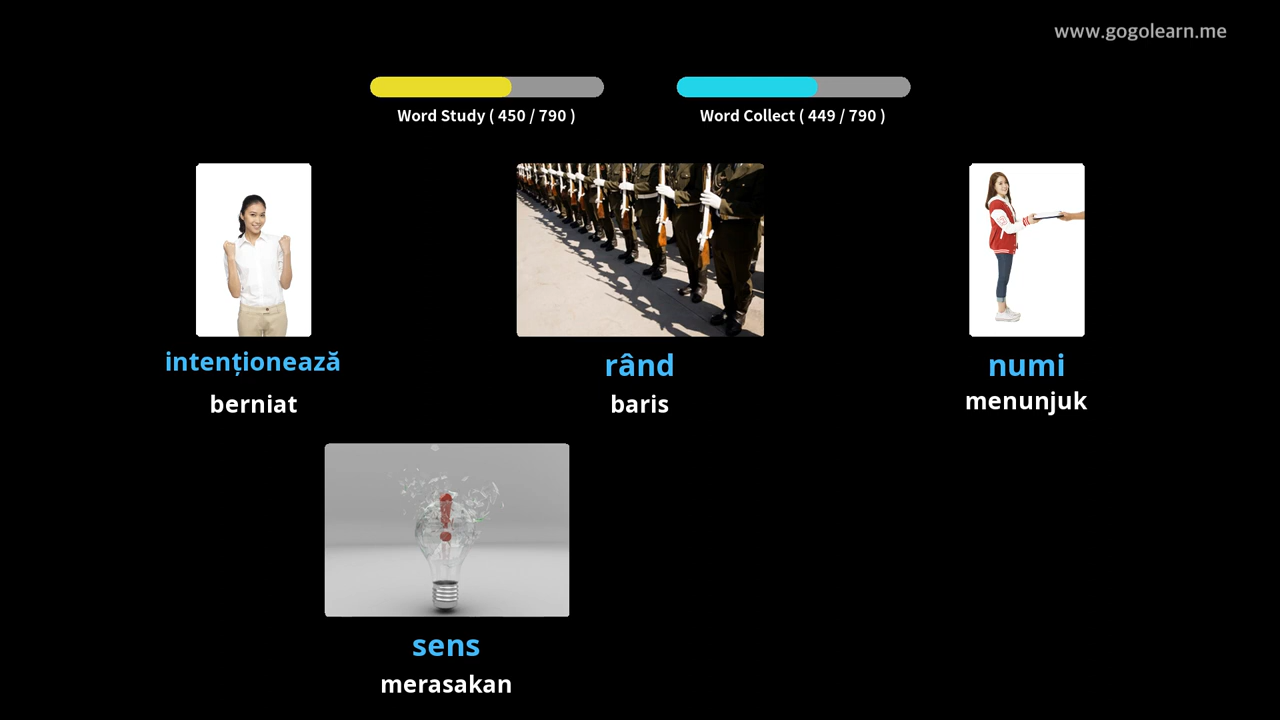 www.gogolearn.me
Word Study ( 450 / 790 )
Word Collect ( 449 / 790 )
intenționează
berniat
rând
baris
numi
menunjuk
sens
merasakan